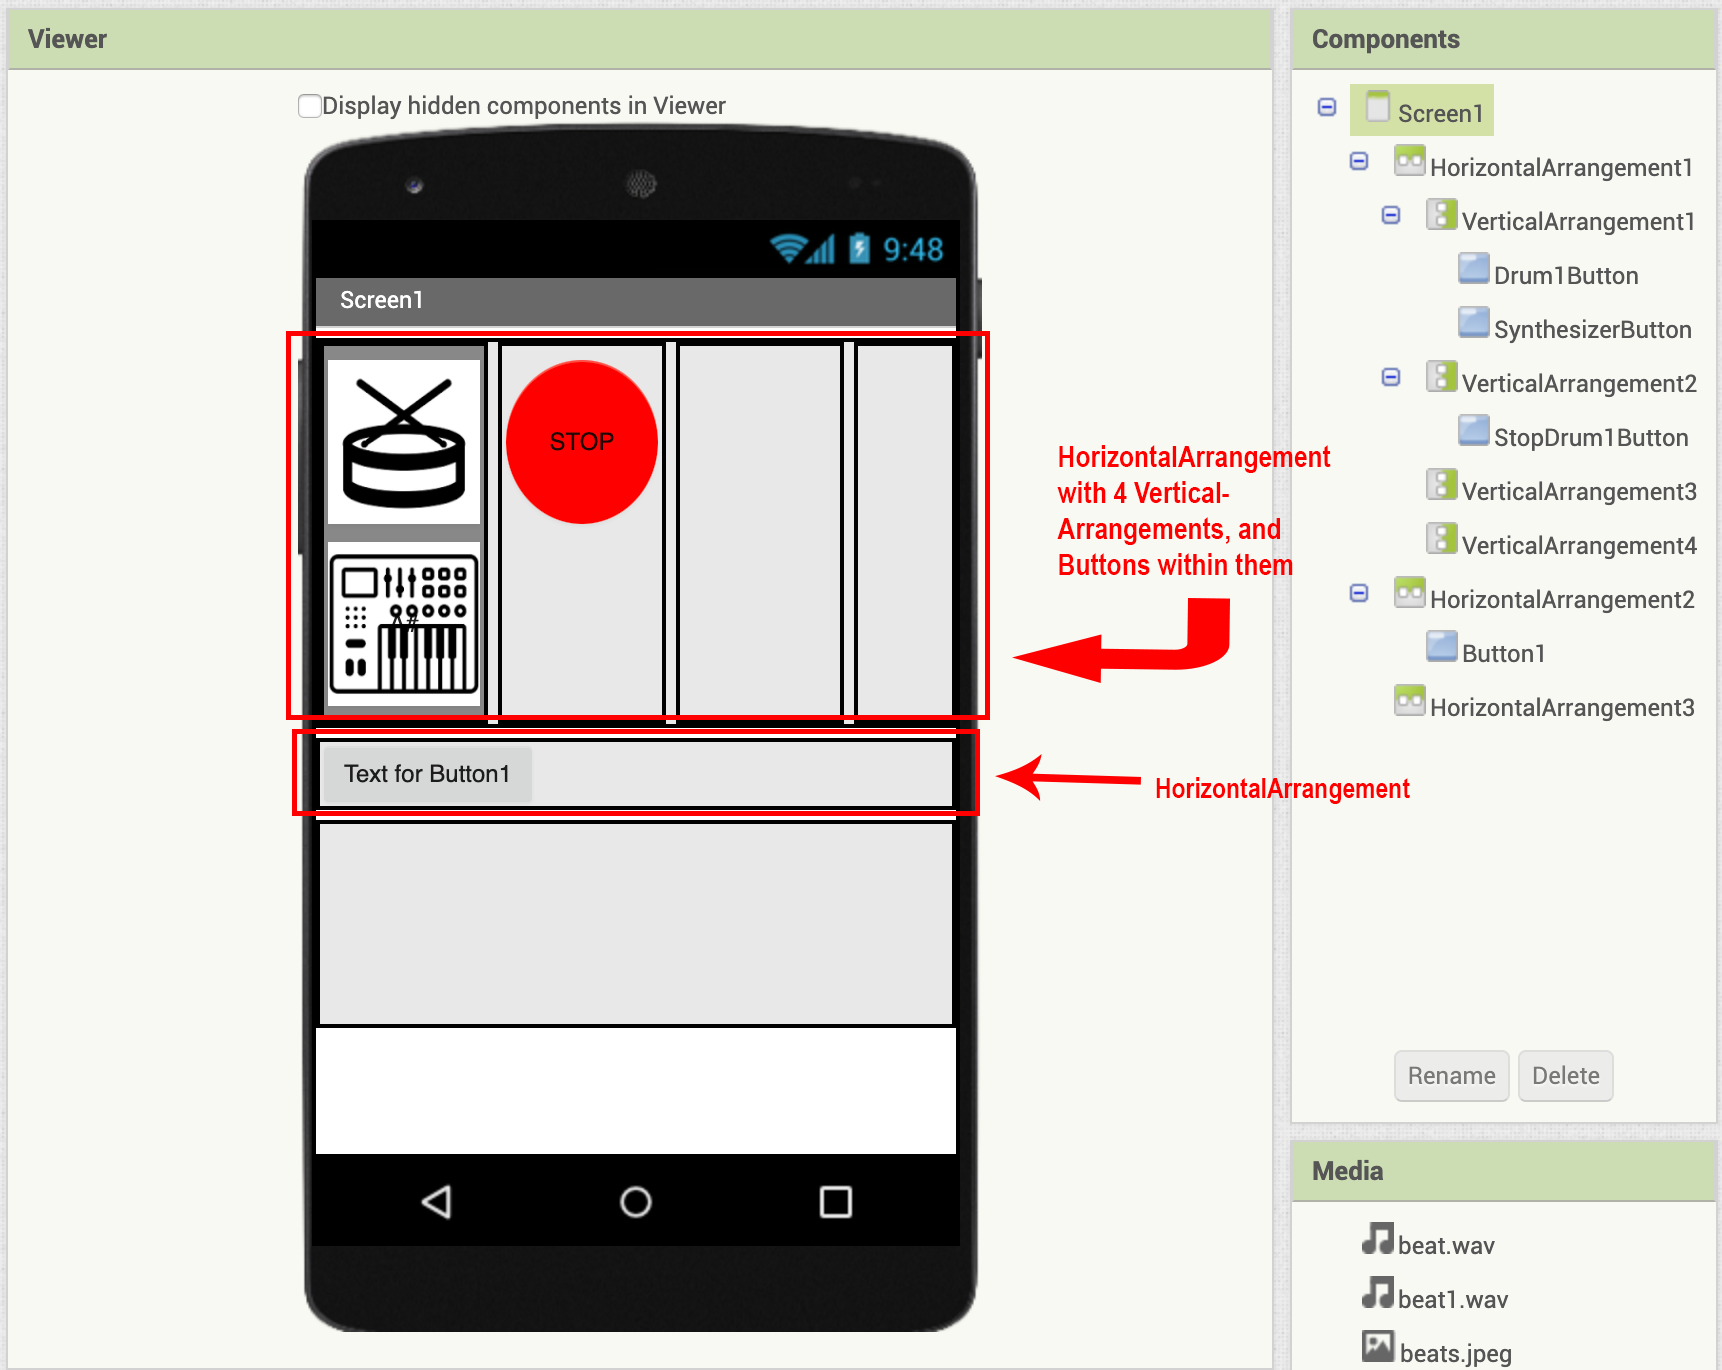 Viewer
Display hidden components in Viewer
9:48
Screen1
STOP
A#
Text for Button1
HorizontalArrangement
with 4 Vertical-
Arrangements, and
Buttons within them
HorizontalArrangement
Components
Screen1
HorizontalArrangement1
VerticalArrangement1
Drum1Button
SynthesizerButton
VerticalArrangement2
StopDrum1Button
VerticalArrangement3
VerticalArrangement4
HorizontalArrangement2
Button1
HorizontalArrangement3
Rename Delete
Media
beat.wav
beat1.wav
beats.jpeg